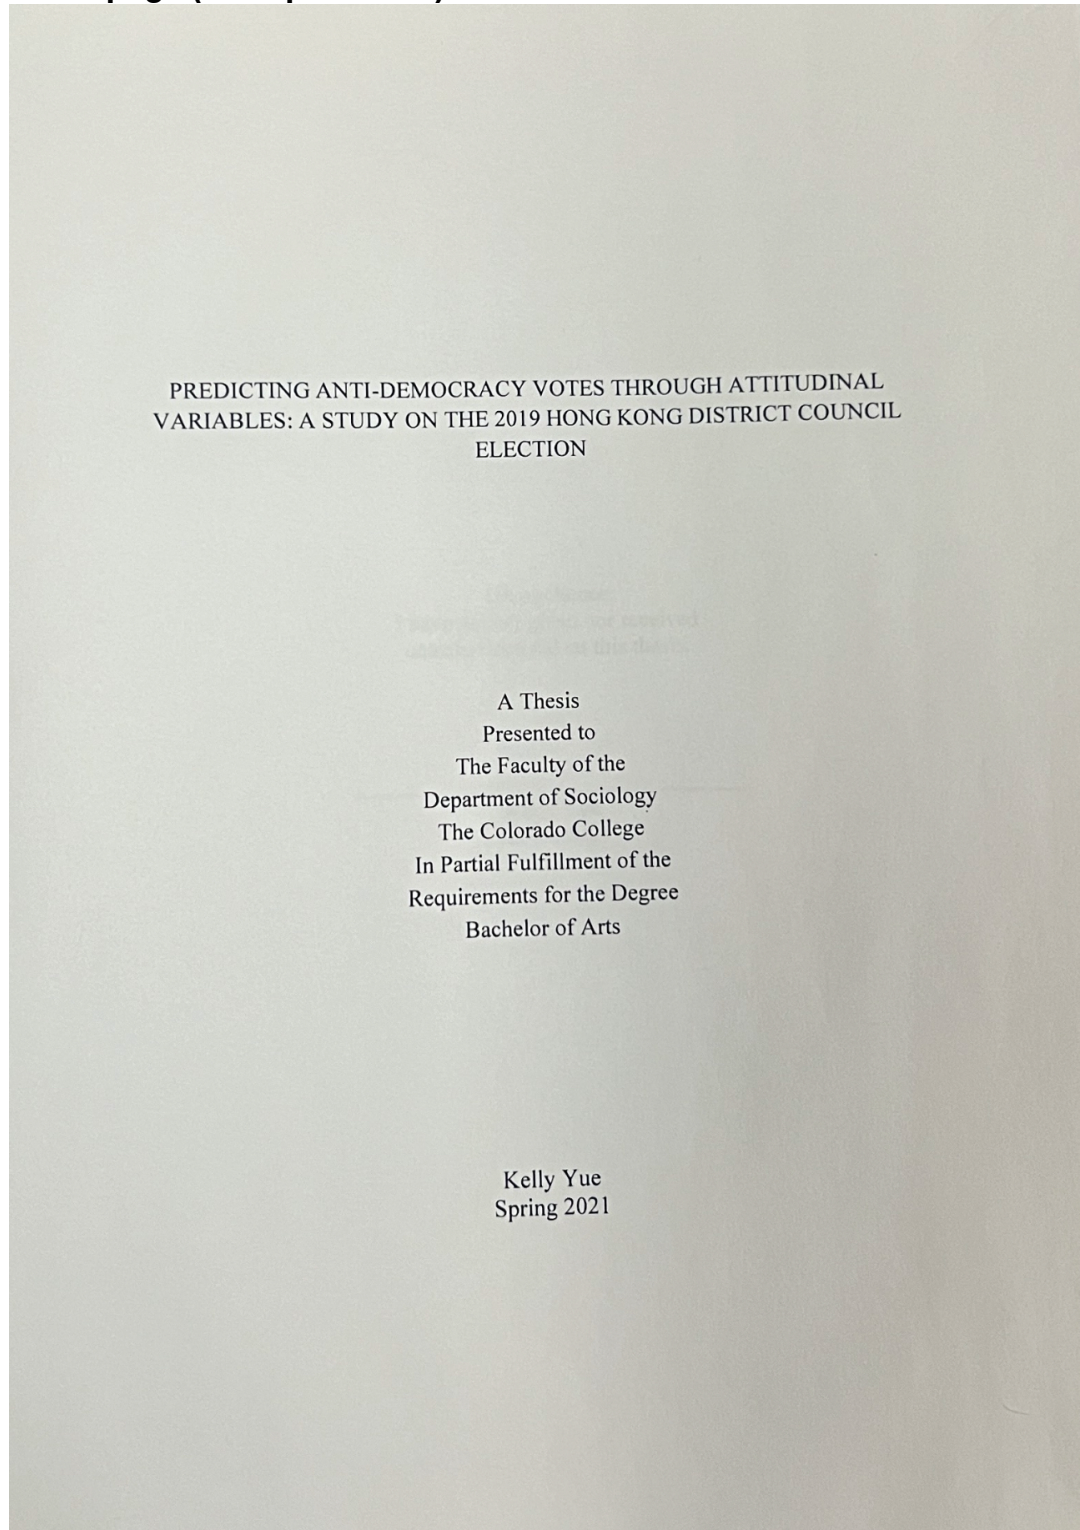 PREDICTING ANTI-DEMOCRACY VOTES THROUGH ATTITUDINAL
VARIABLES: A STUDY ON THE 2019 HONG KONG DISTRICT COUNCIL
ELECTION
A Thesis
Presented to
The Faculty of the
Department of Sociology
The Colorado College
In Partial Fulfillment of the
Requirements for the Degree
Bachelor of Arts
Kelly Yue
Spring 2021